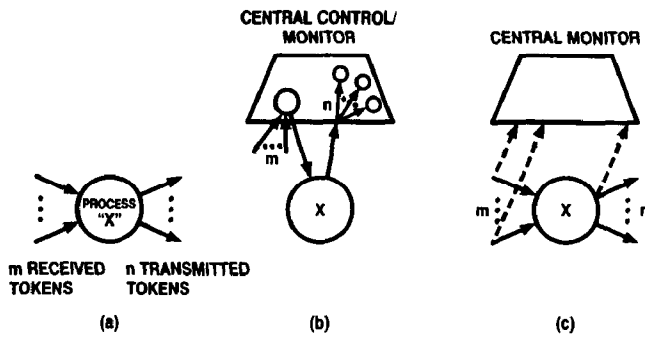 CENTRAL CONTROL/
MONITOR
CENTRAL MONITOR
n
m
PROCESS
"X"
X
m
X
n
m RECEIVED
TOKENS
n TRANSMITTED
TOKENS
(a)
(b)
(c)